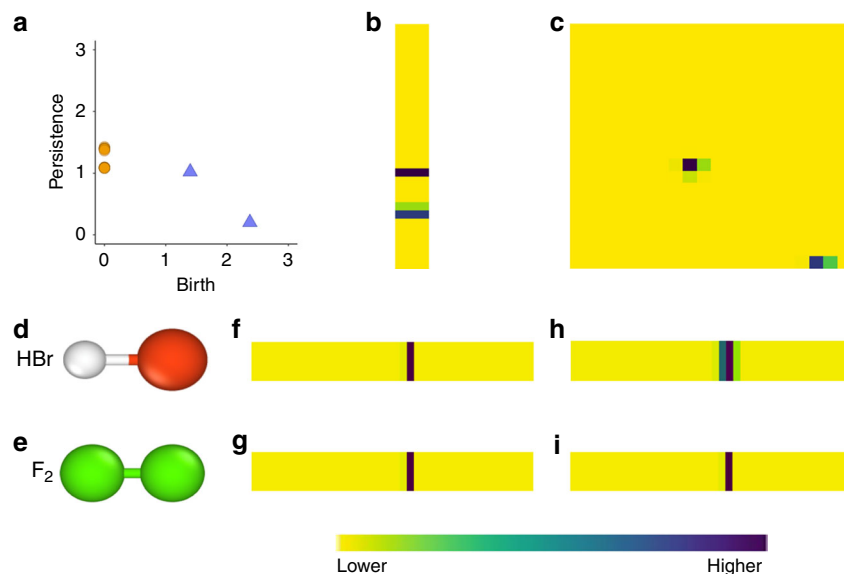 a
b
c
3
2
1
0
Persistence
0 1 2 3
Birth
d
HBr
f
h
e
F₂
g
i
Lower Higher